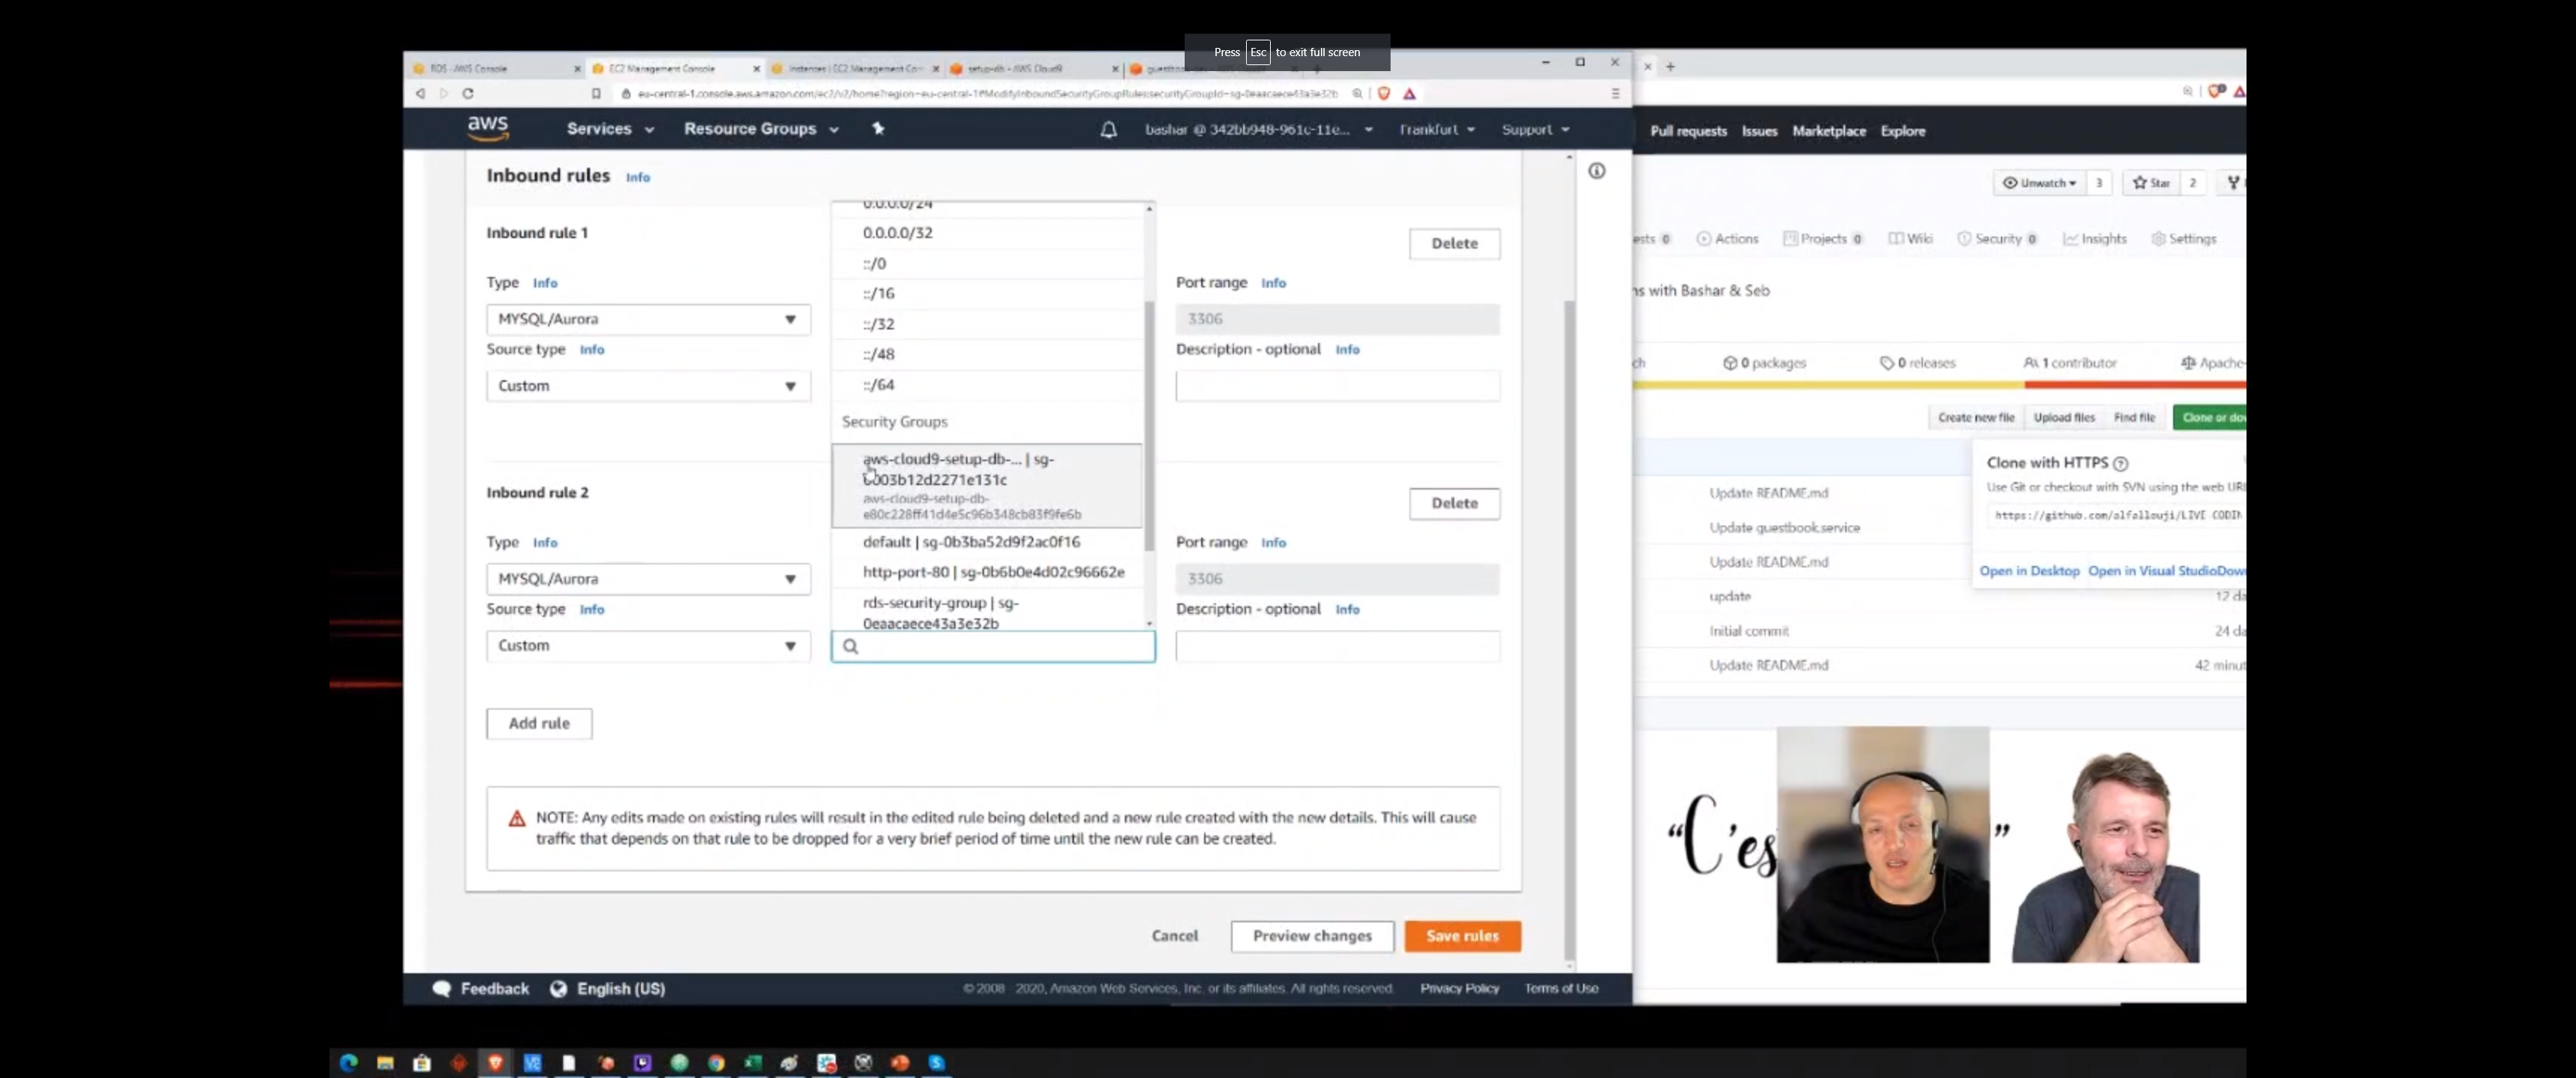 Press Esc to exit full screen
RDS - AWS Console
EC2 Management Console
Instances | EC2 Management Co
setup-db - AWS Cloud9
eu-central-1.console.aws.amazon.com/ec2/v2/home?region=eu-central-1#ModifyInboundSecurityGroupRules:securityGroupId=sg-0eaacaece43a3e32b
aws
Services
Resource Groups
bashar @ 342bb948-961c-11e...
Frankfurt
Support
Inbound rules Info
Inbound rule 1
Delete
Type Info
Port range Info
MYSQL/Aurora
3306
Source type Info
Description - optional Info
Custom
0.0.0.0/24
0.0.0.0/32
::/0
::/16
::/32
::/48
::/64
Security Groups
aws-cloud9-setup-db-... | sg-
0003b12d2271e131c
aws-cloud9-setup-db-
e80c228ff41d4e5c96b348cb83f9fe6b
default | sg-0b3ba52d9f2ac0f16
http-port-80 | sg-0b6b0e4d02c96662e
rds-security-group | sg-
0eaacaece43a3e32b
Inbound rule 2
Delete
Type Info
Port range Info
MYSQL/Aurora
3306
Source type Info
Description - optional Info
Custom
Add rule
NOTE: Any edits made on existing rules will result in the edited rule being deleted and a new rule created with the new details. This will cause
traffic that depends on that rule to be dropped for a very brief period of time until the new rule can be created.
Cancel
Preview changes
Save rules
Feedback
English (US)
© 2008 - 2020, Amazon Web Services, Inc. or its affiliates. All rights reserved.
Privacy Policy
Terms of Use
Pull requests Issues Marketplace Explore
Unwatch 3
Star 2
ests 0
Actions
Projects 0
Wiki
Security 0
Insights
Settings
ns with Bashar & Seb
ch
0 packages
0 releases
1 contributor
Apache-
Create new file
Upload files
Find file
Clone or dow
Clone with HTTPS
Use Git or checkout with SVN using the web URL
https://github.com/alfallouji/LIVE-CODIN
Open in Desktop
Open in Visual Studio
Dow
Update README.md
Update guestbook.service
Update README.md
update
12 da
Initial commit
24 da
Update README.md
42 minut
“C'es
”